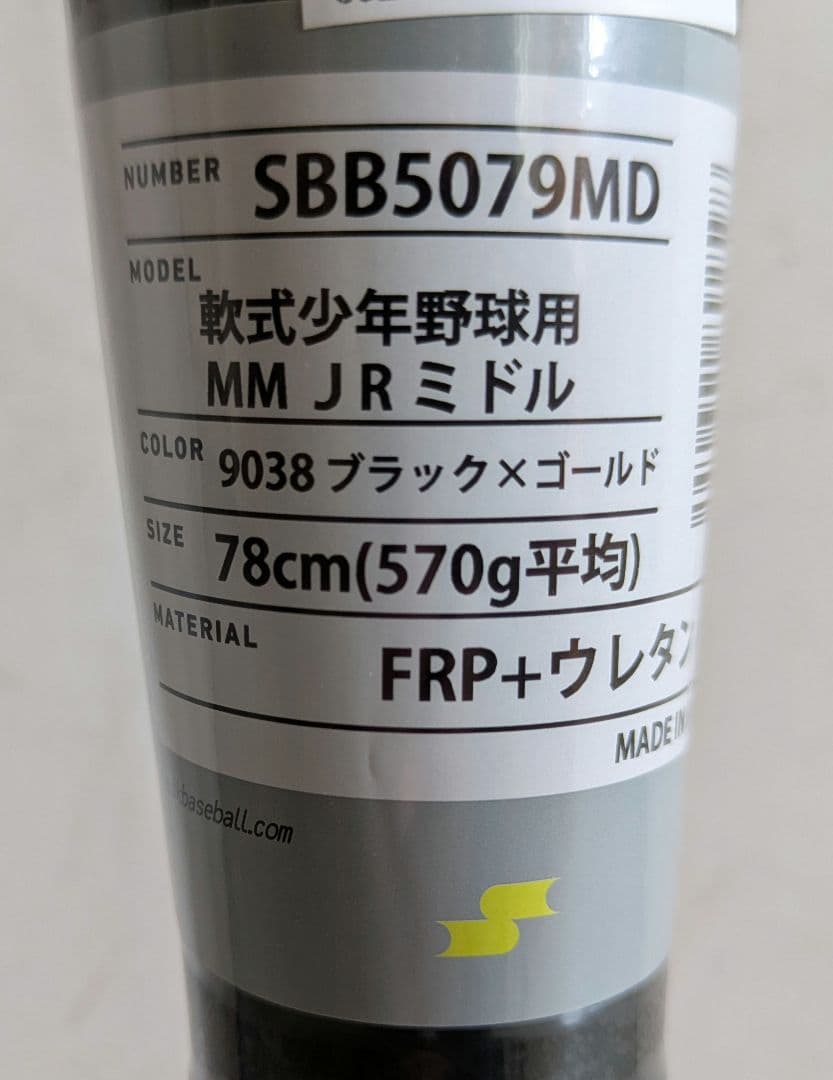 NUMBER SBB5079MD
MODEL
軟式少年野球用
MM JRミドル
COLOR 9038 ブラック×ゴールド
SIZE 78cm(570g平均)
MATERIAL
FRP+ウレタン
MADE IN
baseball.com